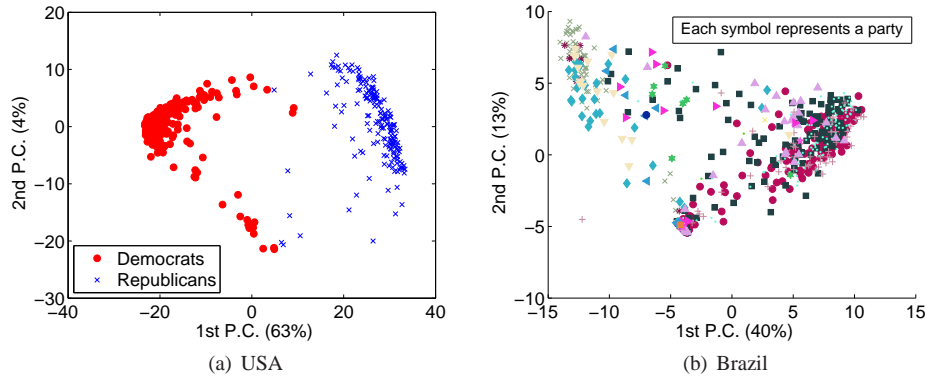 20
10
0
−10
−20
−30
2nd P.C. (4%)
−40
−20
0
20
40
1st P.C. (63%)
Democrats
Republicans
(a) USA
10
5
0
−5
−10
2nd P.C. (13%)
−15
−10
−5
0
5
10
15
1st P.C. (40%)
Each symbol represents a party
(b) Brazil